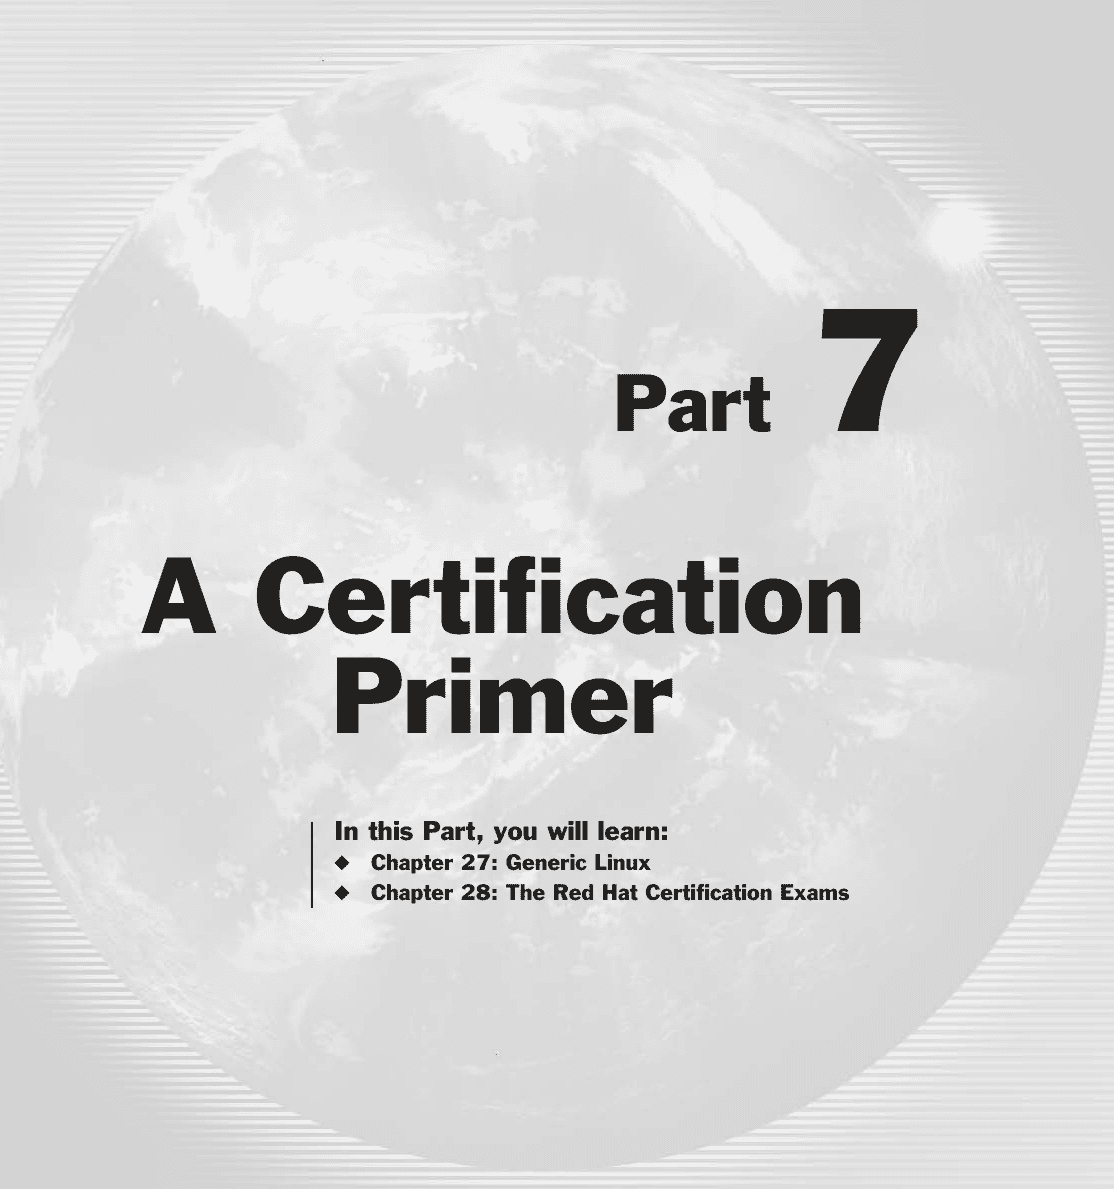 Part 7
A Certification
Primer
In this Part, you will learn:
◆ Chapter 27: Generic Linux
◆ Chapter 28: The Red Hat Certification Exams